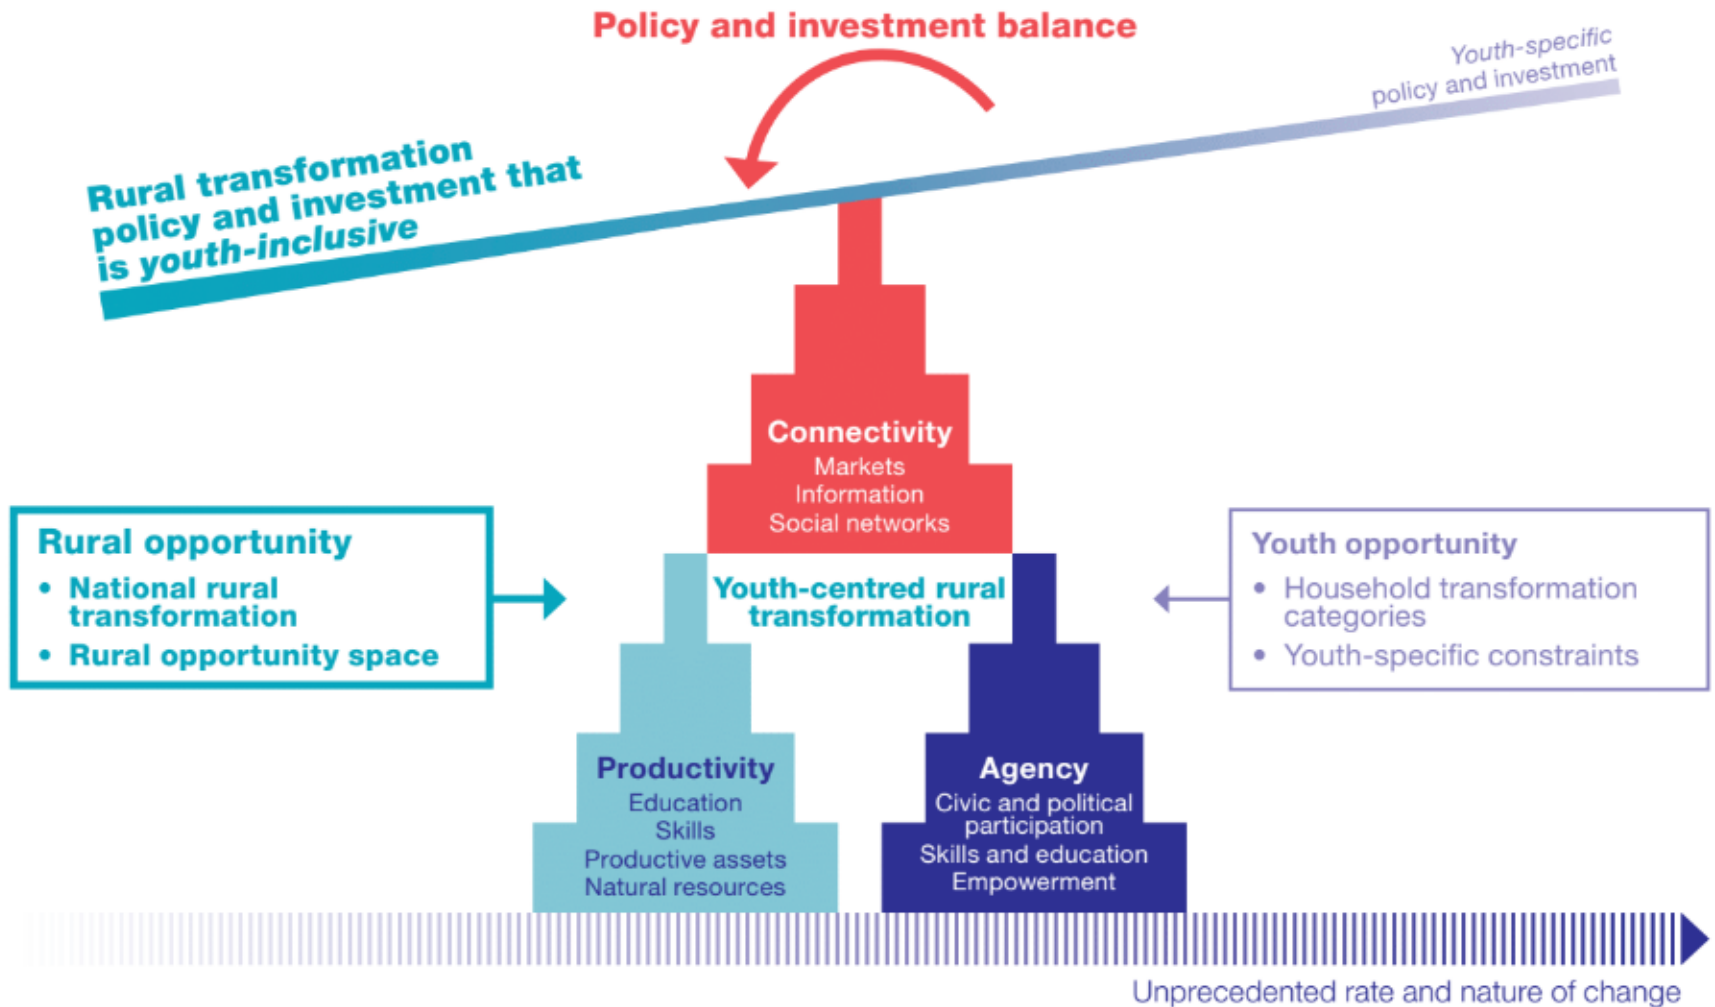 Policy and investment balance
Youth-specific
policy and investment
Rural transformation
policy and investment that
is youth-inclusive
Connectivity
Markets
Information
Social networks
Rural opportunity
• National rural
transformation
• Rural opportunity space
Youth-centred rural
transformation
Youth opportunity
• Household transformation
categories
• Youth-specific constraints
Productivity
Education
Skills
Productive assets
Natural resources
Agency
Civic and political
participation
Skills and education
Empowerment
Unprecedented rate and nature of change